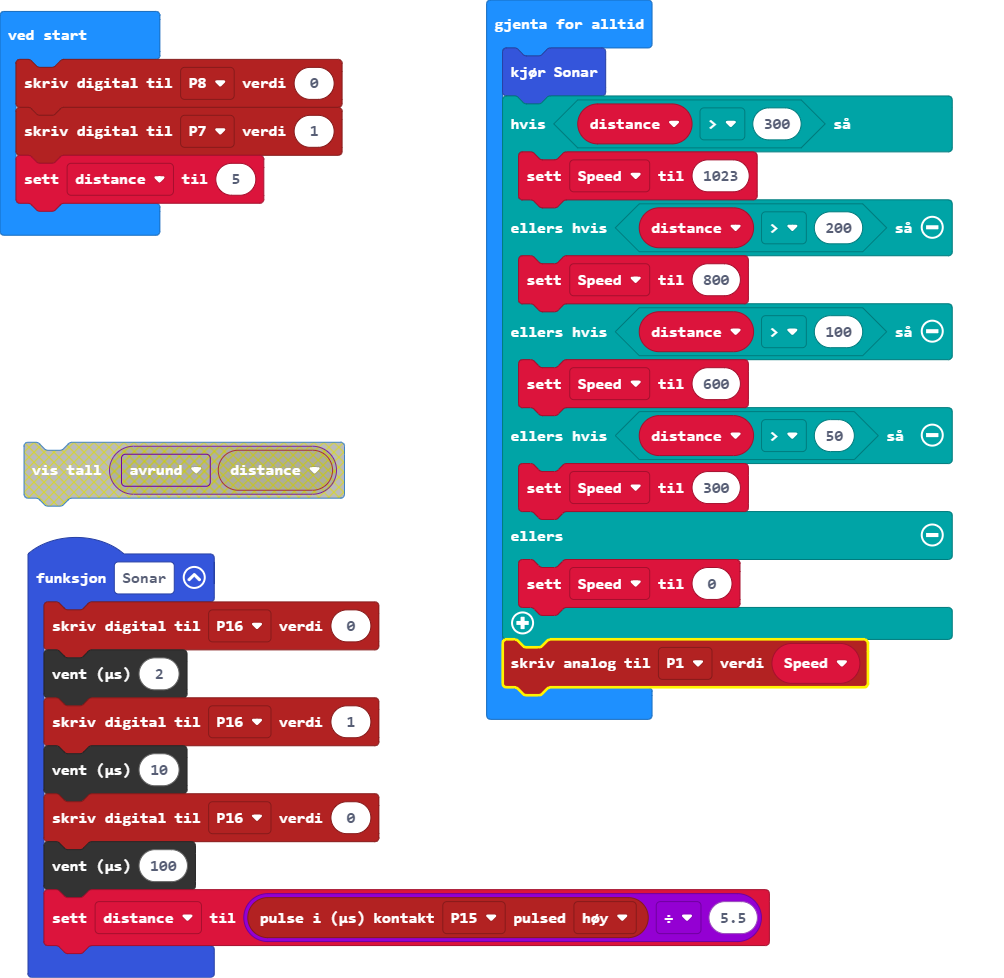 ved start
skriv digital til P8 verdi 0
skriv digital til P7 verdi 1
sett distance til 5
vis tall avrund distance
funksjon Sonar
skriv digital til P16 verdi 0
vent (µs) 2
skriv digital til P16 verdi 1
vent (µs) 10
skriv digital til P16 verdi 0
vent (µs) 100
sett distance til pulse i (µs) kontakt P15 pulsed høy ÷ 5.5
gjenta for alltid
kjør Sonar
hvis distance > 300 så
sett Speed til 1023
ellers hvis distance > 200 så
sett Speed til 800
ellers hvis distance > 100 så
sett Speed til 600
ellers hvis distance > 50 så
sett Speed til 300
ellers
sett Speed til 0
skriv analog til P1 verdi Speed